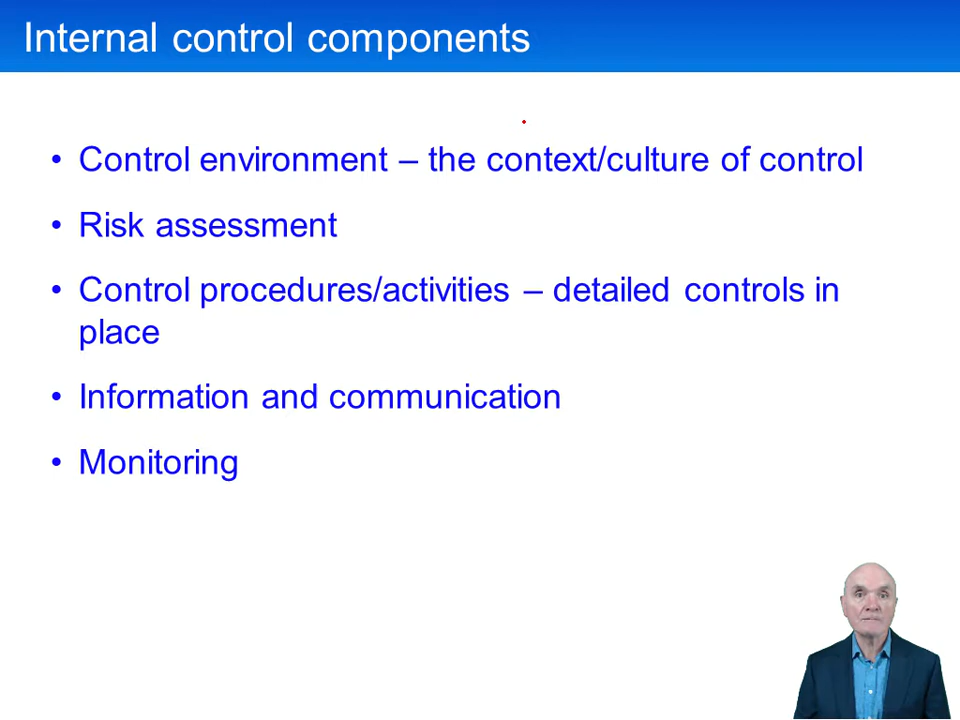 Internal control components
• Control environment – the context/culture of control
• Risk assessment
• Control procedures/activities – detailed controls in
place
• Information and communication
• Monitoring